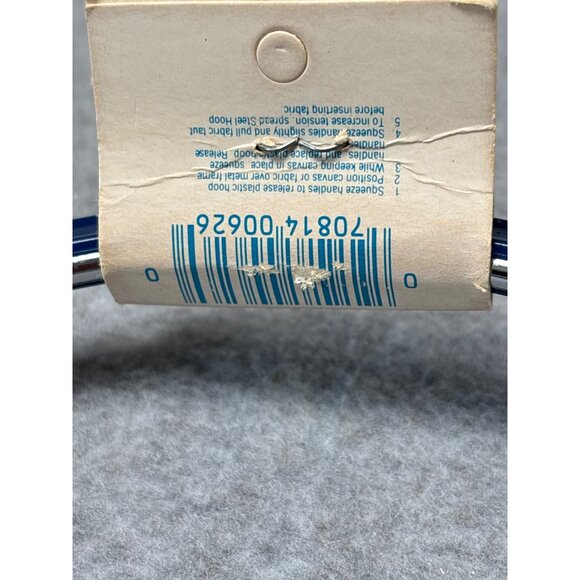 0 0
70814 00626
1 Squeeze handles to release plastic hoop
2 Position canvas or fabric over metal frame
3 While keeping canvas in place, squeeze
handles and replace plastic hoop Release
handles
4 Squeeze handles slightly and pull fabric taut
5 To increase tension, spread Steel Hoop
before inserting fabric